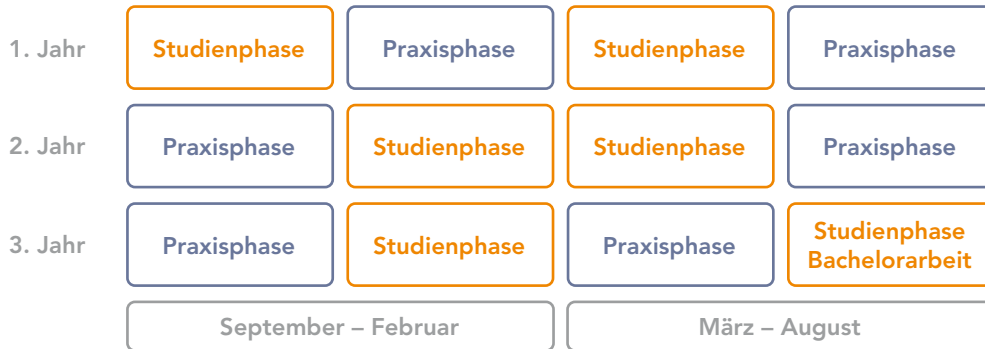 1. Jahr Studienphase Praxisphase Studienphase Praxisphase
2. Jahr Praxisphase Studienphase Studienphase Praxisphase
3. Jahr Praxisphase Studienphase Praxisphase Studienphase
Bachelorarbeit
September – Februar März – August